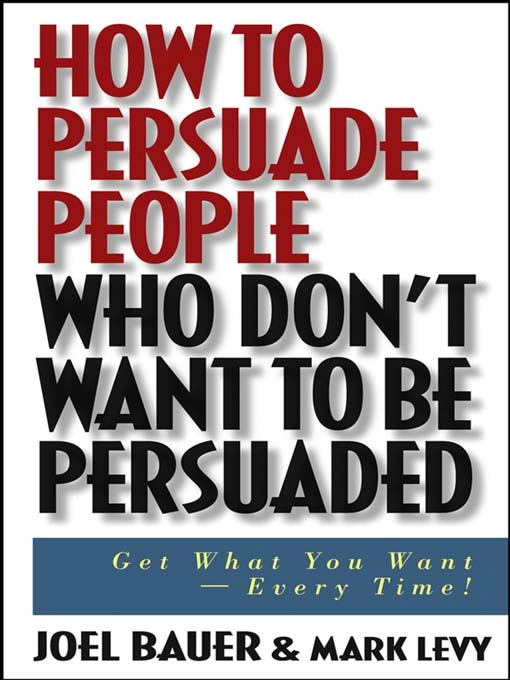 HOW TO
PERSUADE
PEOPLE
WHO DON'T
WANT TO BE
PERSUADED
Get What You Want
— Every Time!
JOEL BAUER & MARK LEVY